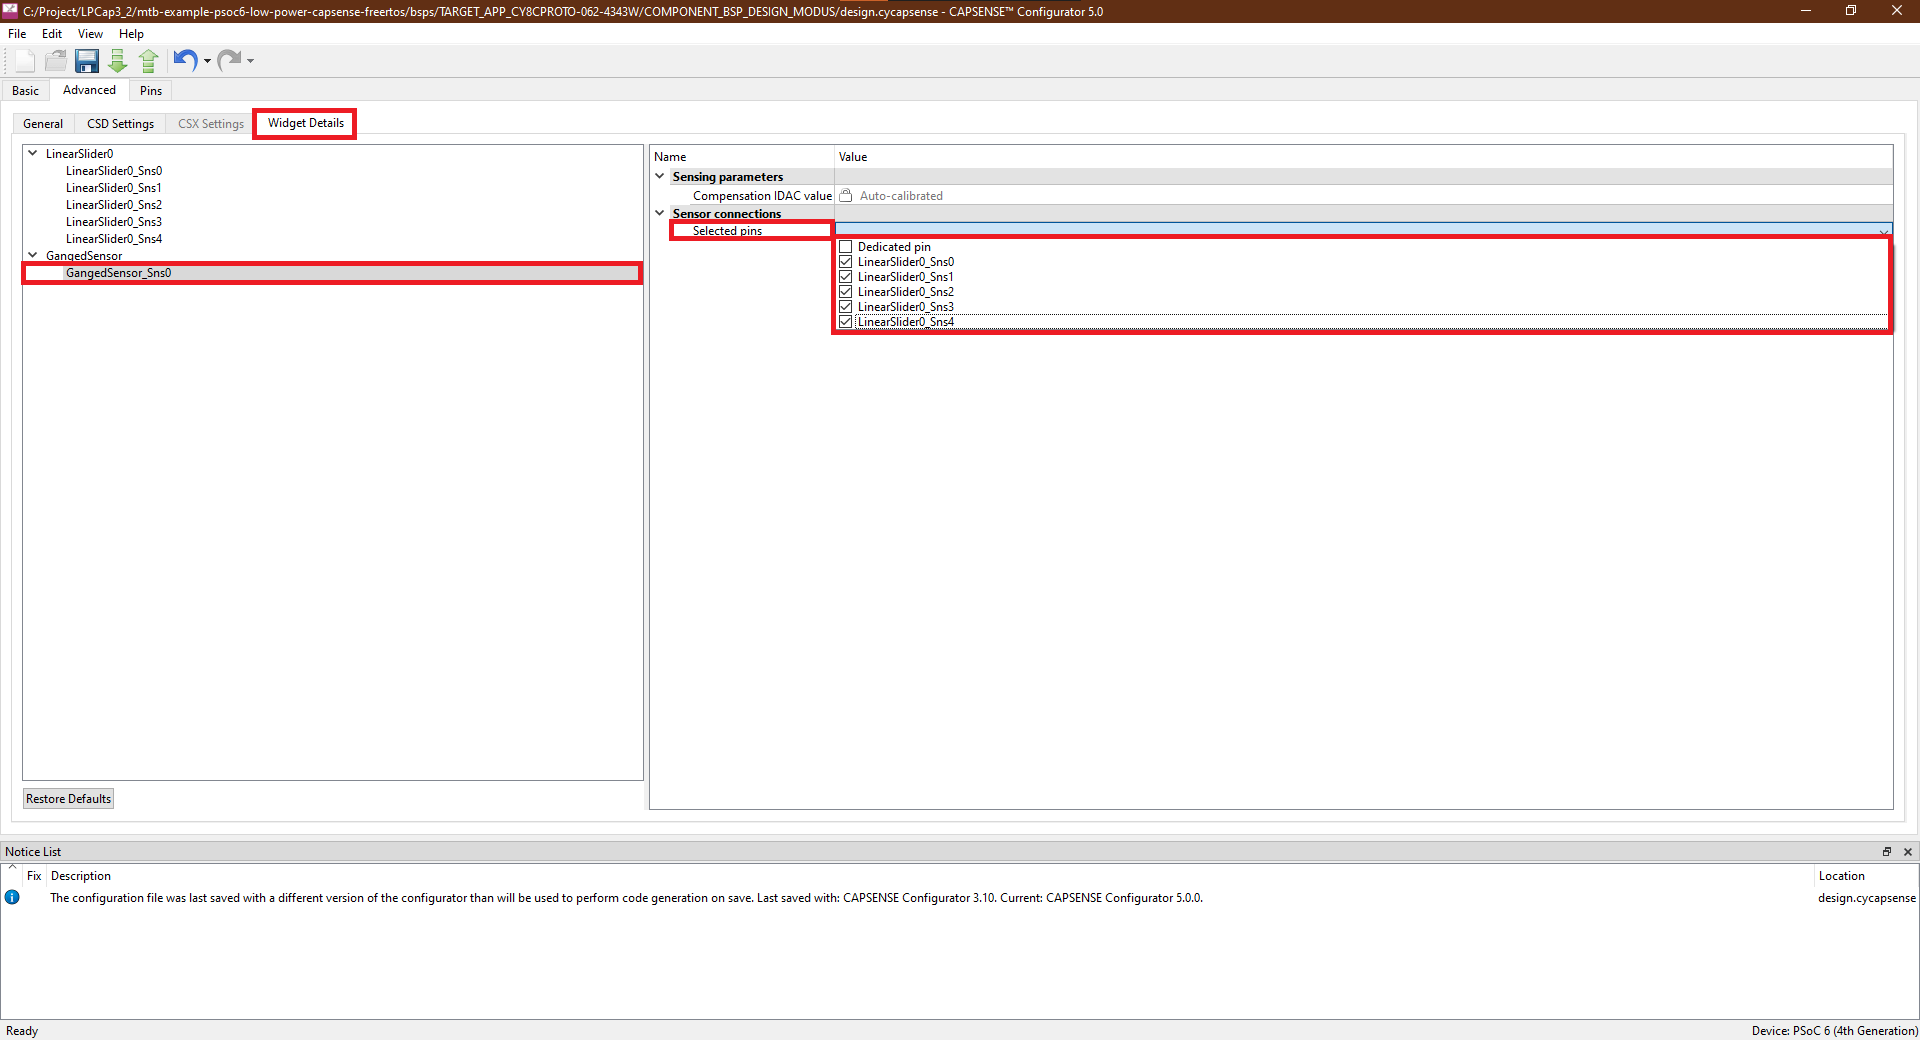 C:/Project/LPCap3_2/mtb-example-psoc6-low-power-capsense-freertos/bsps/TARGET_APP_CY8CPROTO-062-4343W/COMPONENT_BSP_DESIGN_MODUS/design.cycapsense - CAPSENSE™ Configurator 5.0
File Edit View Help
Basic Advanced Pins
General CSD Settings CSX Settings Widget Details
LinearSlider0
LinearSlider0_Sns0
LinearSlider0_Sns1
LinearSlider0_Sns2
LinearSlider0_Sns3
LinearSlider0_Sns4
GangedSensor
GangedSensor_Sns0
Restore Defaults
Name Value
Sensing parameters
Compensation IDAC value Auto-calibrated
Sensor connections
Selected pins
Dedicated pin
LinearSlider0_Sns0
LinearSlider0_Sns1
LinearSlider0_Sns2
LinearSlider0_Sns3
LinearSlider0_Sns4
Notice List
Fix Description Location
The configuration file was last saved with a different version of the configurator than will be used to perform code generation on save. Last saved with: CAPSENSE Configurator 3.10. Current: CAPSENSE Configurator 5.0.0. design.cycapsense
Ready Device: PSoC 6 (4th Generation)